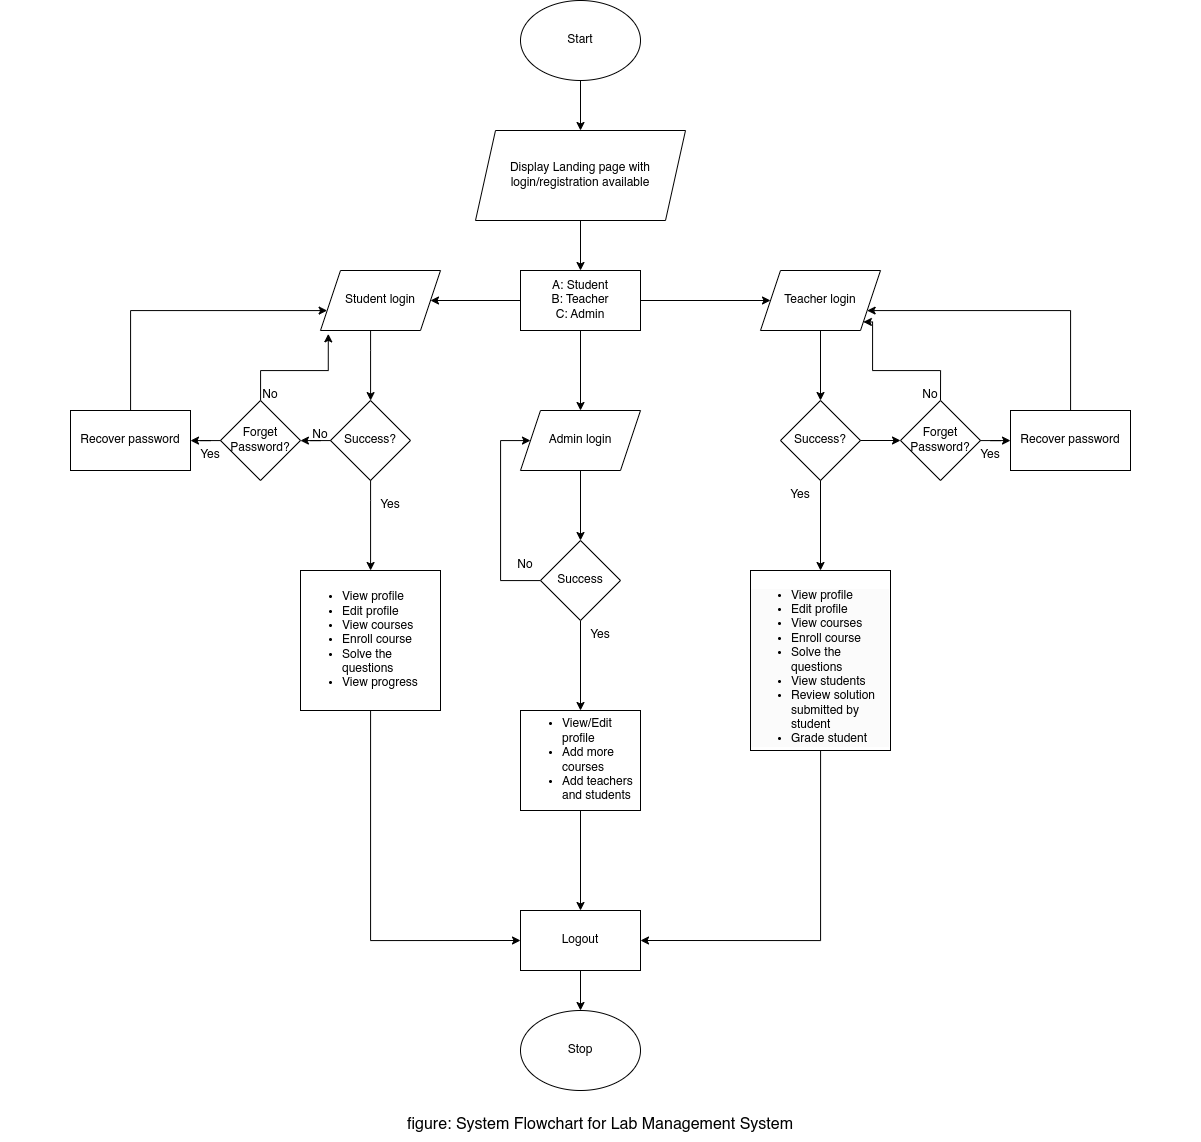 Start
Display Landing page with
login/registration available
Student login
A: Student
B: Teacher
C: Admin
Teacher login
No
No
Recover password
Yes
Forget
Password?
No
Success?
Admin login
Success?
Forget
Password?
Yes
Recover password
Yes
Yes
No
Success
Yes
• View profile
• Edit profile
• View courses
• Enroll course
• Solve the
questions
• View progress
• View/Edit
profile
• Add more
courses
• Add teachers
and students
• View profile
• Edit profile
• View courses
• Enroll course
• Solve the
questions
• View students
• Review solution
submitted by
student
• Grade student
Logout
Stop
figure: System Flowchart for Lab Management System